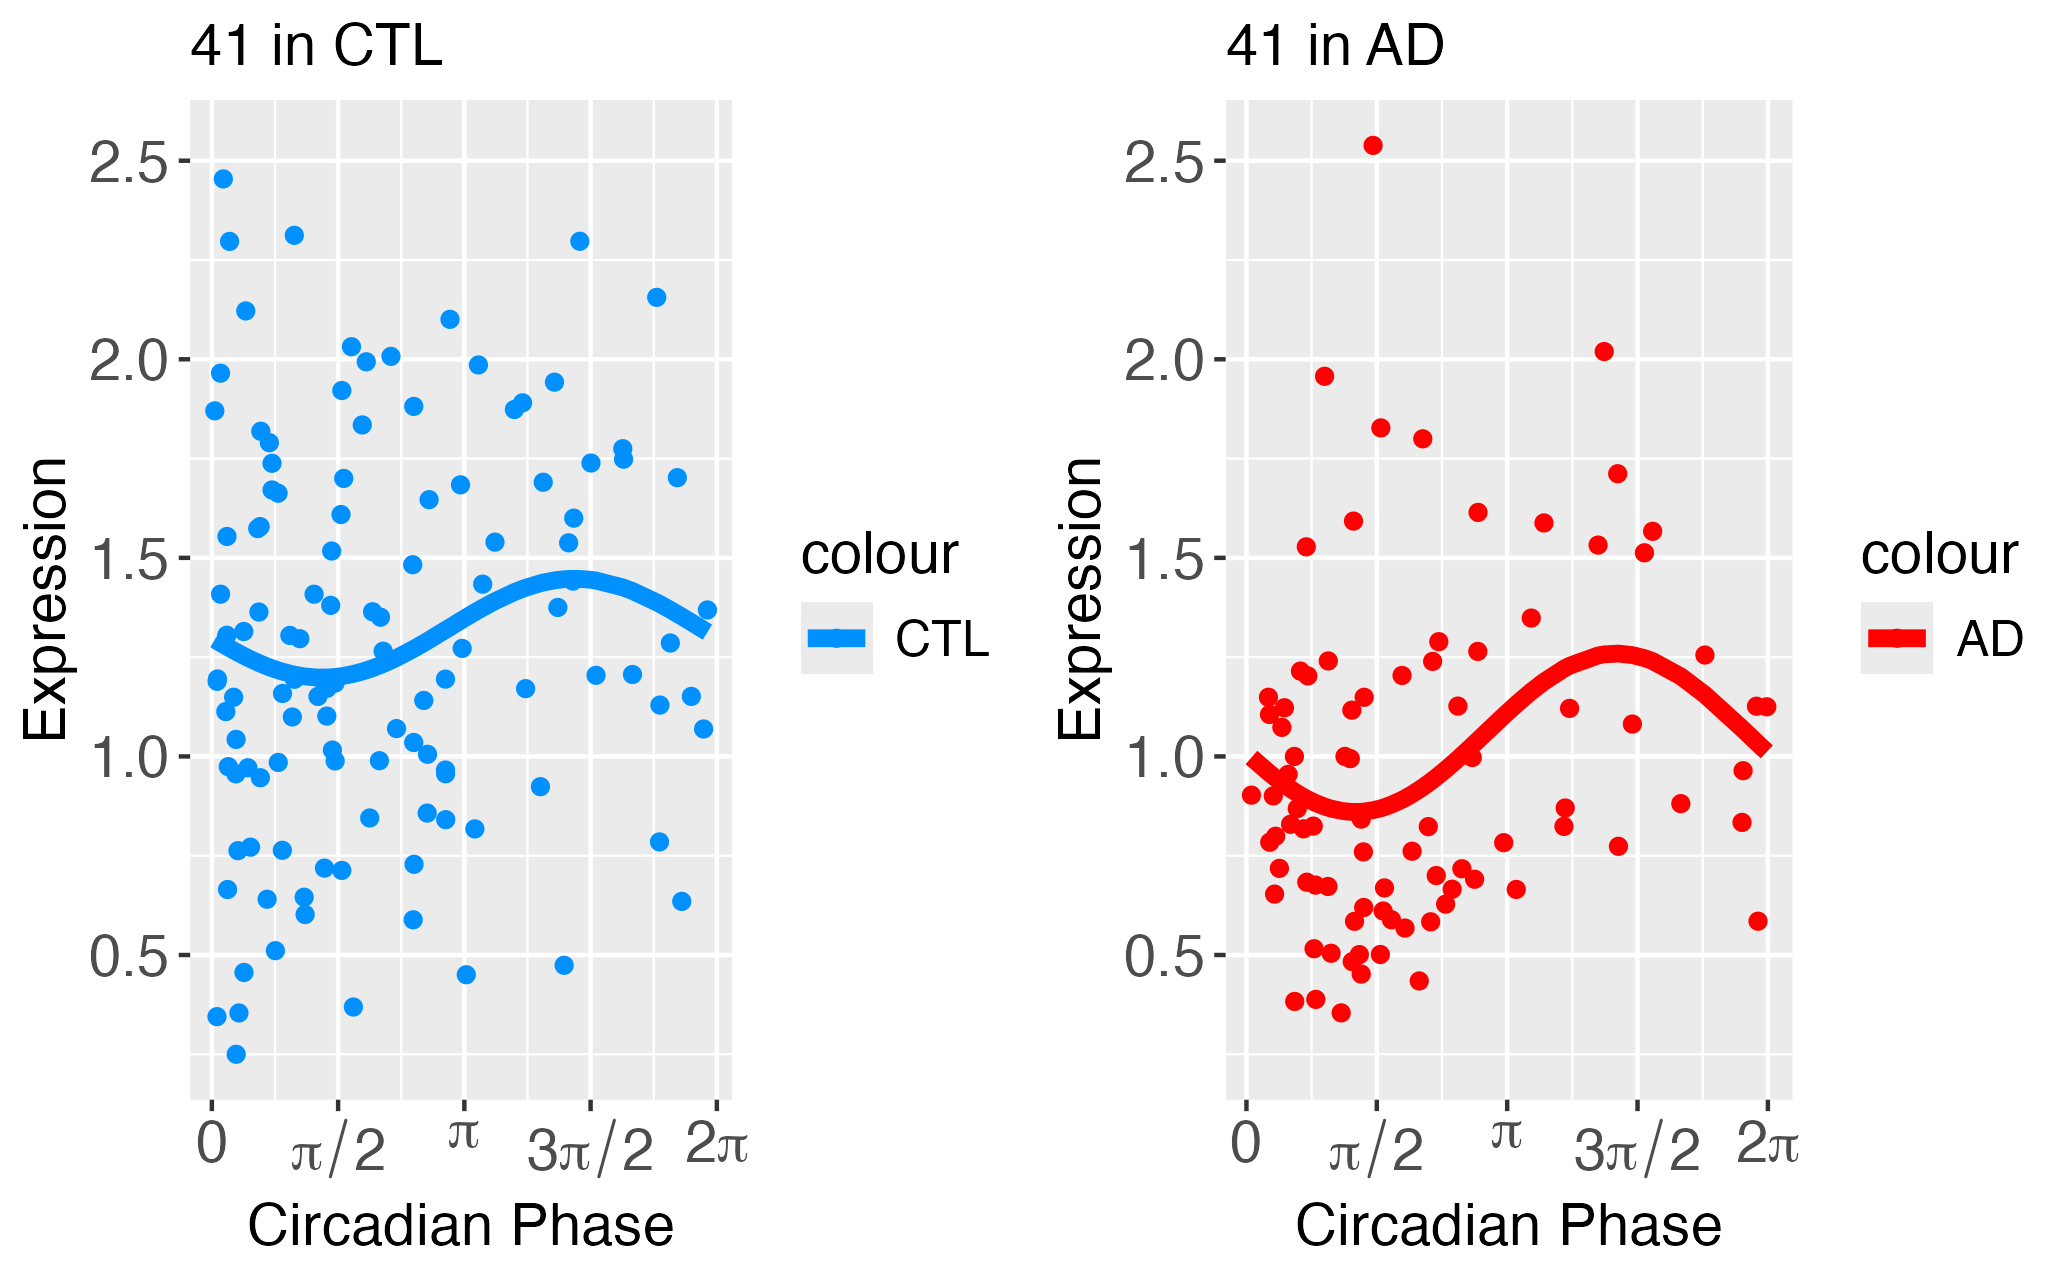 41 in CTL
Expression
2.5
2.0
1.5
1.0
0.5
0 π/2 π 3π/2 2π
Circadian Phase
colour
CTL
41 in AD
Expression
2.5
2.0
1.5
1.0
0.5
0 π/2 π 3π/2 2π
Circadian Phase
colour
AD